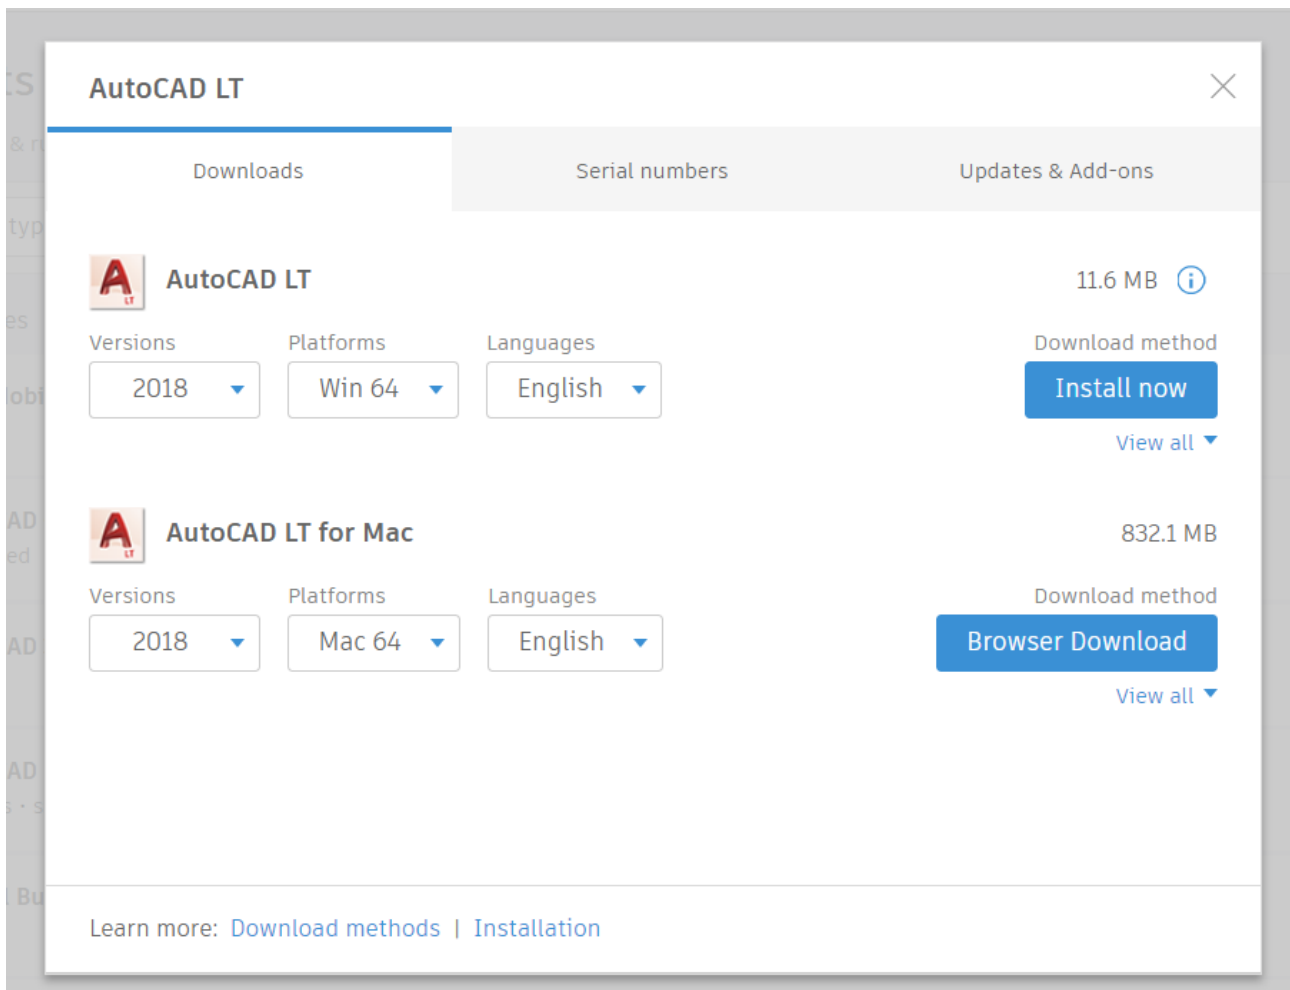 AutoCAD LT
Downloads Serial numbers Updates & Add-ons
AutoCAD LT 11.6 MB
Versions Platforms Languages Download method
2018 Win 64 English Install now
View all
AutoCAD LT for Mac 832.1 MB
Versions Platforms Languages Download method
2018 Mac 64 English Browser Download
View all
Learn more: Download methods | Installation